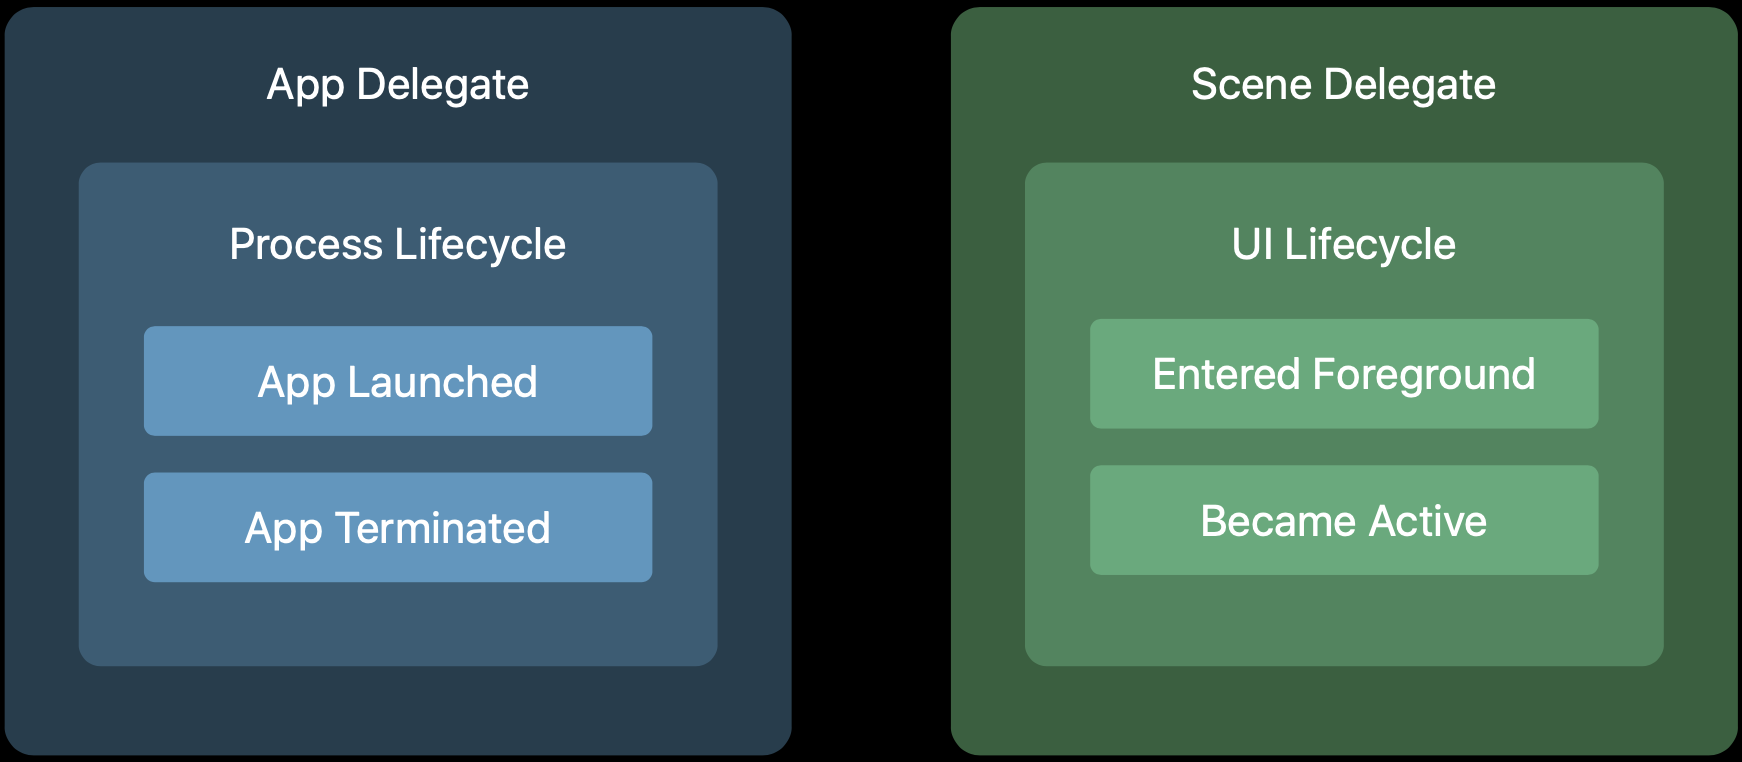 App Delegate
Process Lifecycle
App Launched
App Terminated
Scene Delegate
UI Lifecycle
Entered Foreground
Became Active